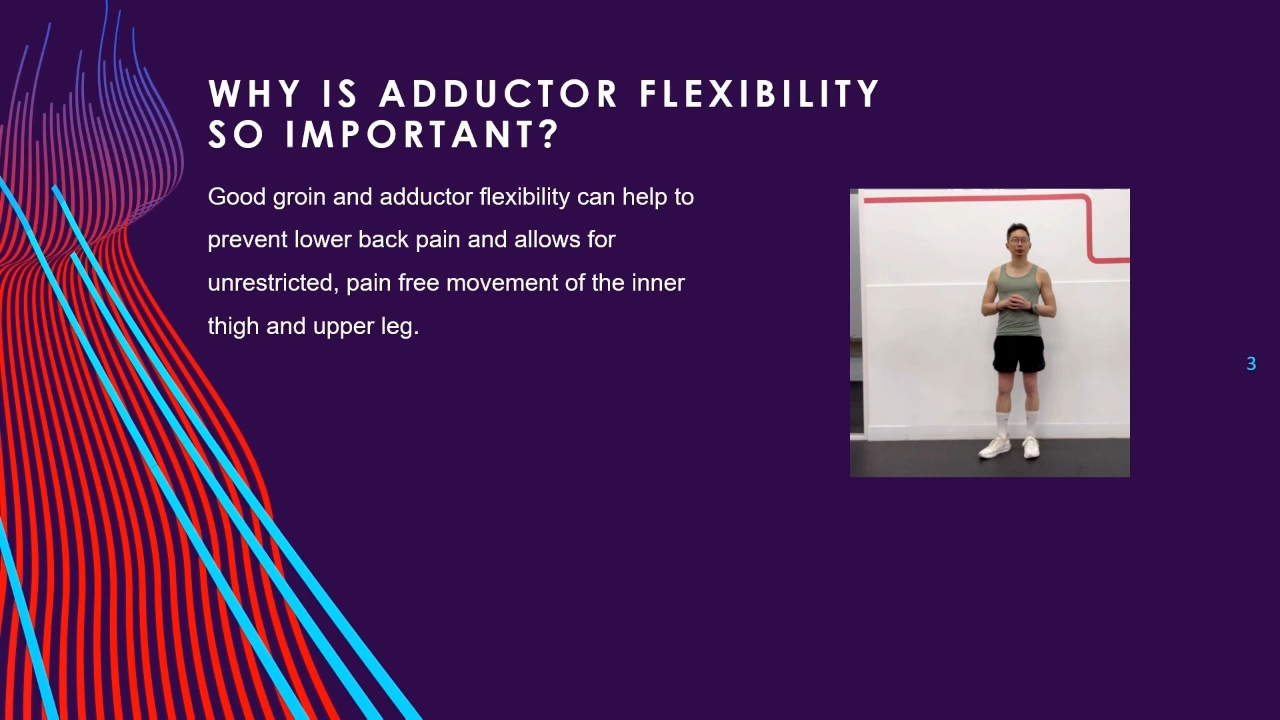 WHY IS ADDUCTOR FLEXIBILITY
SO IMPORTANT?
Good groin and adductor flexibility can help to
prevent lower back pain and allows for
unrestricted, pain free movement of the inner
thigh and upper leg.
3